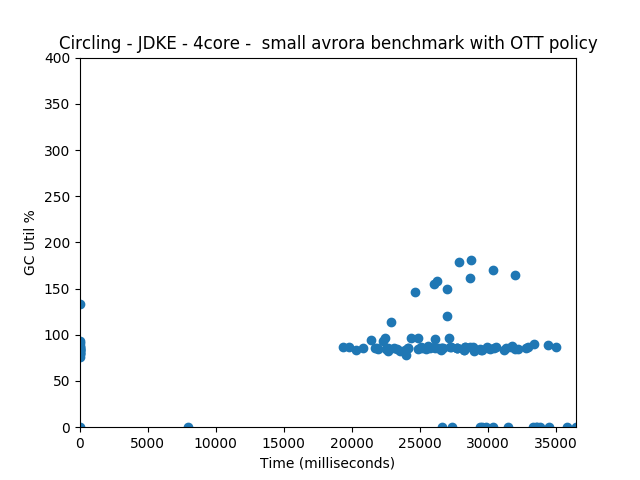 Circling - JDKE - 4core -  small avrora benchmark with OTT policy
400
350
300
250
200
150
100
50
0
GC Util %
0 5000 10000 15000 20000 25000 30000 35000
Time (milliseconds)